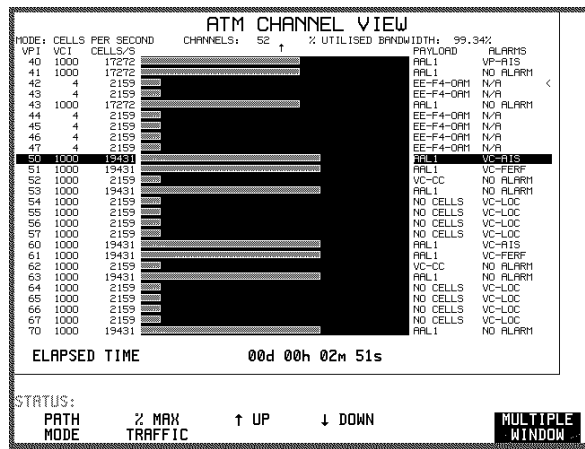 ATM CHANNEL VIEW
MODE: CELLS PER SECOND CHANNELS: 52 % UTILISED BANDWIDTH: 99.34%
VPI VCI CELLS/S ↑ PAYLOAD ALARMS
40 1000 17272 AAL1 VP-AIS
41 1000 17272 AAL1 NO ALARM
42 4 2159 EE-F4-OAM N/A <
43 4 2159 EE-F4-OAM N/A
43 1000 17272 AAL1 NO ALARM
44 4 2159 EE-F4-OAM N/A
45 4 2159 EE-F4-OAM N/A
46 4 2159 EE-F4-OAM N/A
47 4 2159 EE-F4-OAM N/A
50 1000 19431 AAL1 VC-AIS
51 1000 19431 AAL1 VC-FERF
52 1000 2159 VC-CC NO ALARM
53 1000 19431 AAL1 NO ALARM
54 1000 2159 NO CELLS VC-LOC
55 1000 2159 NO CELLS VC-LOC
56 1000 2159 NO CELLS VC-LOC
57 1000 2159 NO CELLS VC-LOC
60 1000 19431 AAL1 VC-AIS
61 1000 19431 AAL1 VC-FERF
62 1000 2159 VC-CC NO ALARM
63 1000 19431 AAL1 NO ALARM
64 1000 2159 NO CELLS VC-LOC
65 1000 2159 NO CELLS VC-LOC
66 1000 2159 NO CELLS VC-LOC
67 1000 2159 NO CELLS VC-LOC
70 1000 19431 AAL1 NO ALARM
ELAPSED TIME 00d 00h 02m 51s
STATUS:
PATH MODE
% MAX TRAFFIC
↑ UP
↓ DOWN
MULTIPLE WINDOW